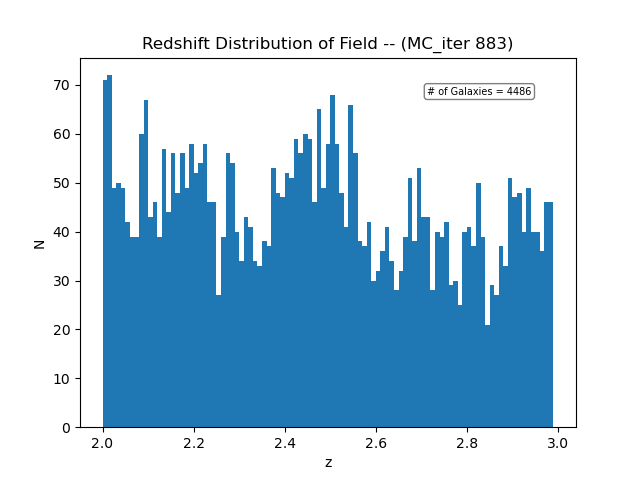 Redshift Distribution of Field -- (MC_iter 883)
# of Galaxies = 4486
70
60
50
40
30
20
10
0
N
2.0 2.2 2.4 2.6 2.8 3.0
z